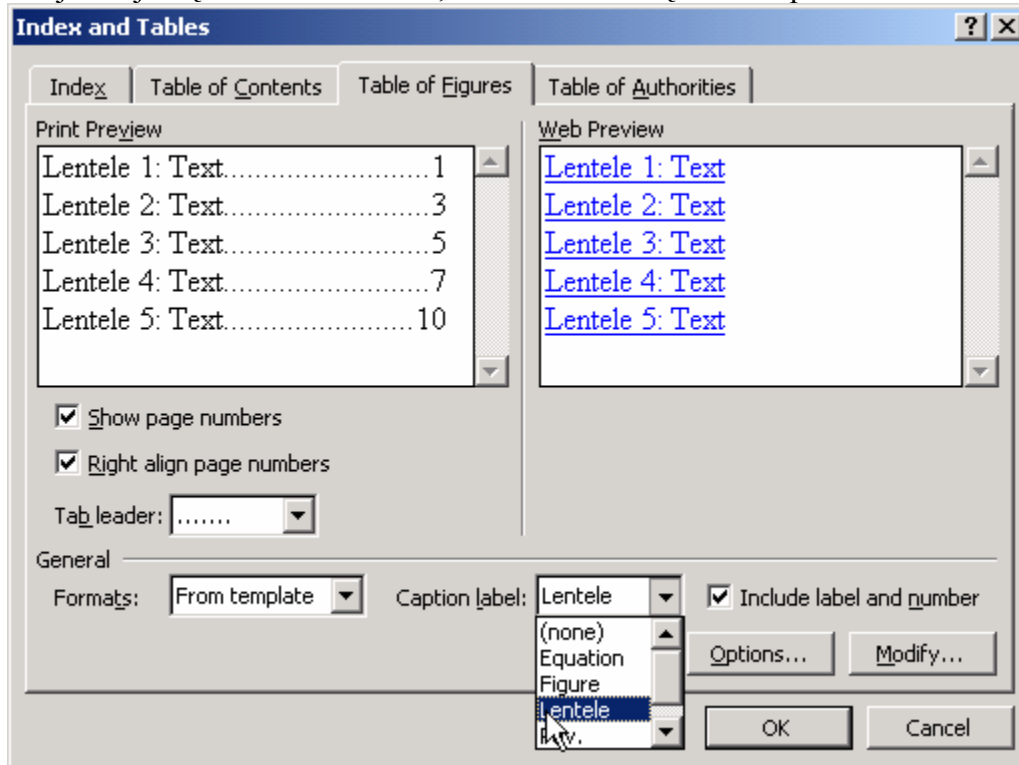 Index and Tables
Index
Table of Contents
Table of Figures
Table of Authorities
Print Preview
Lentele 1: Text..........................1
Lentele 2: Text..........................3
Lentele 3: Text..........................5
Lentele 4: Text..........................7
Lentele 5: Text........................10
Web Preview
Lentele 1: Text
Lentele 2: Text
Lentele 3: Text
Lentele 4: Text
Lentele 5: Text
Show page numbers
Right align page numbers
Tab leader: .......
General
Formats: From template
Caption label: Lentele
Include label and number
(none)
Equation
Figure
Lentele
Options...
Modify...
OK
Cancel